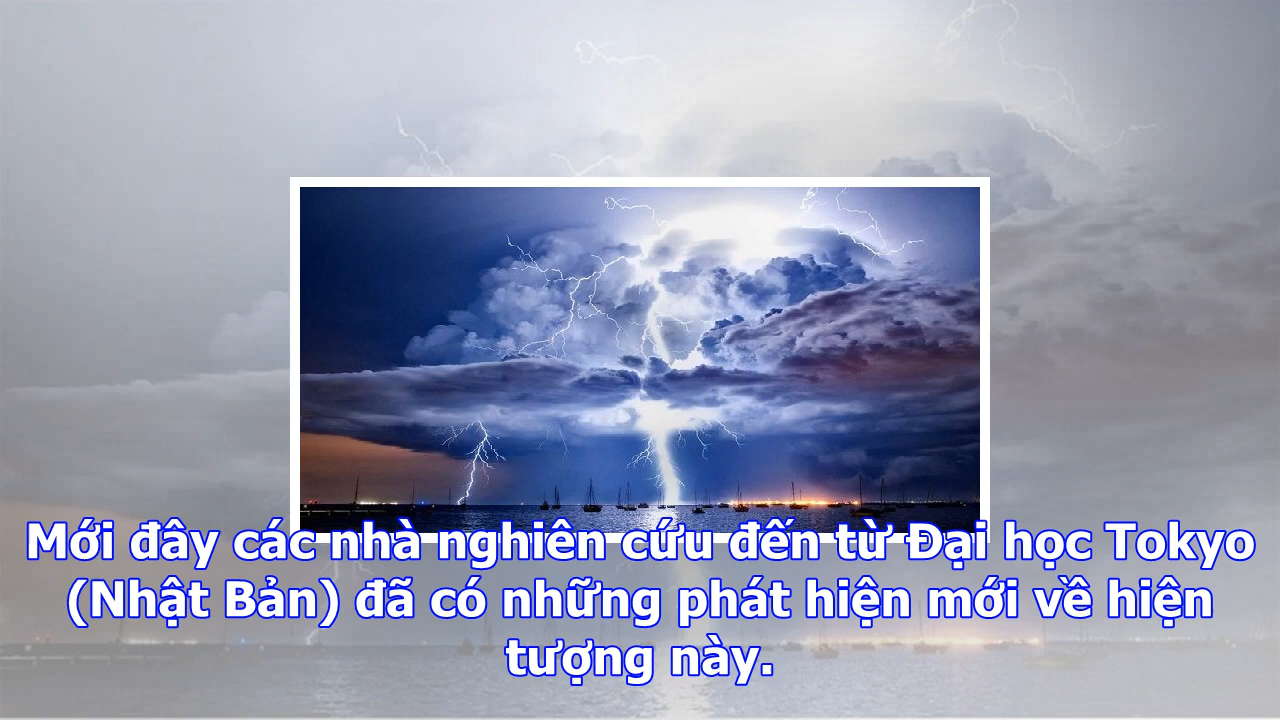 Mới đây các nhà nghiên cứu đến từ Đại học Tokyo
(Nhật Bản) đã có những phát hiện mới về hiện
tượng này.